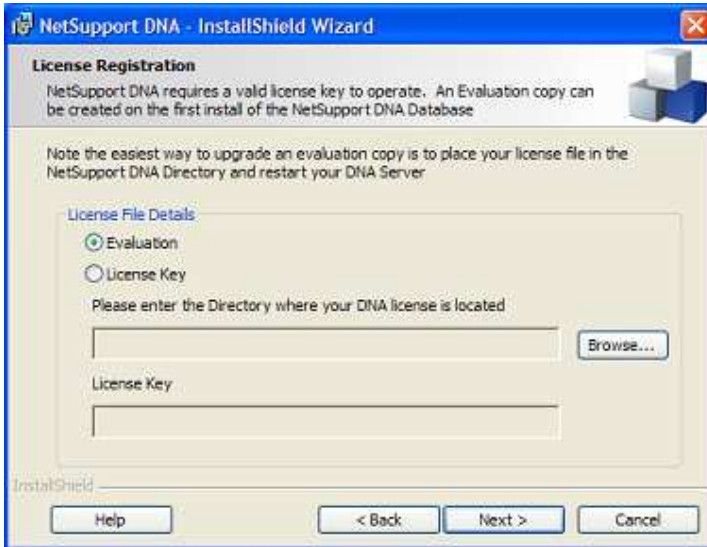 NetSupport DNA - InstallShield Wizard
License Registration
NetSupport DNA requires a valid license key to operate. An Evaluation copy can
be created on the first install of the NetSupport DNA Database
Note the easiest way to upgrade an evaluation copy is to place your license file in the
NetSupport DNA Directory and restart your DNA Server
License File Details
Evaluation
License Key
Please enter the Directory where your DNA license is located
Browse...
License Key
InstallShield
Help
< Back
Next >
Cancel